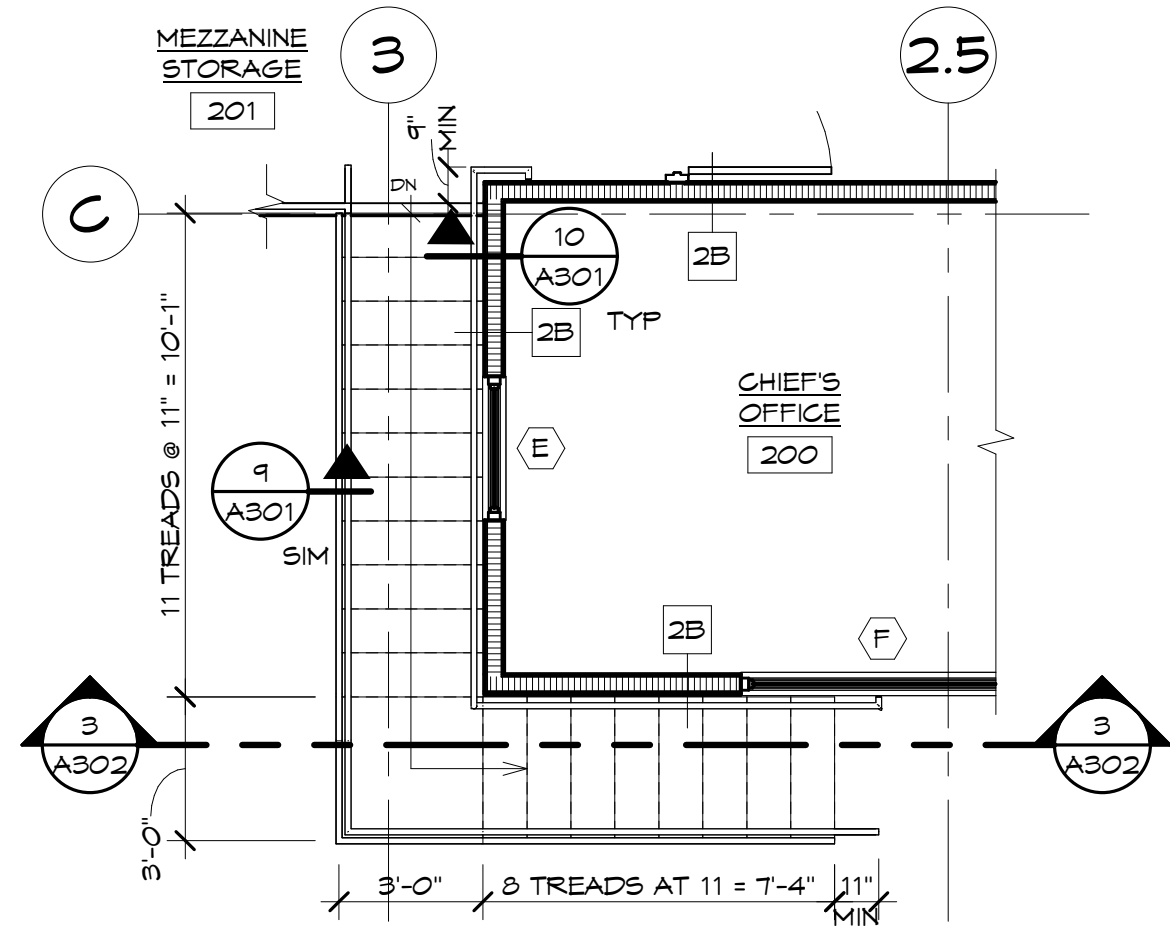 MEZZANINE
STORAGE
201
3
2.5
9"
MIN
DN
C
10
A301
TYP
2B
2B
11 TREADS @ 11" = 10'-1"
CHIEF'S
OFFICE
200
E
9
A301
SIM
2B
F
3
A302
3
A302
3'-0"
3'-0"
8 TREADS AT 11 = 7'-4"
11"
MIN